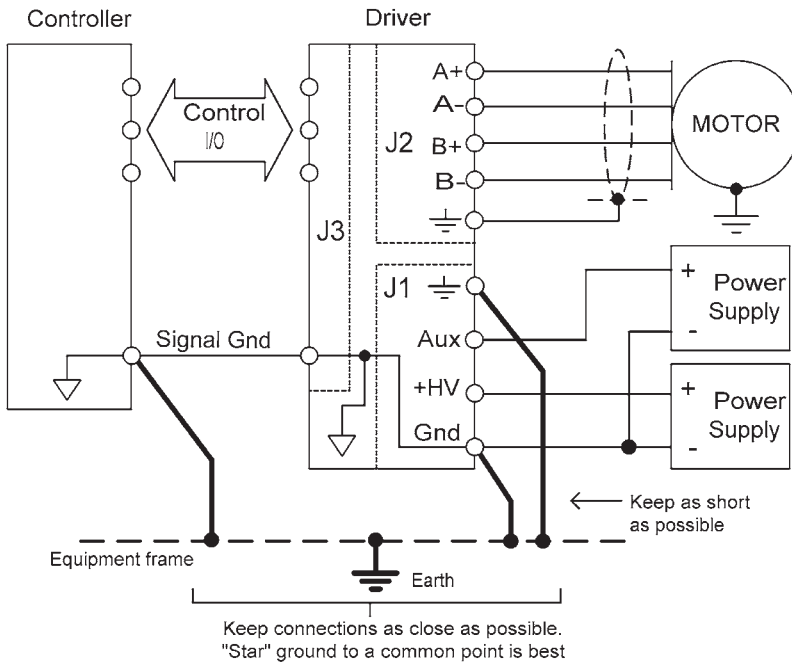 Controller
Driver
Control
I/O
J2
J3
J1
A+
A-
B+
B-
MOTOR
Aux
+HV
Gnd
Signal Gnd
+
-
Power
Supply
+
-
Power
Supply
Keep as short
as possible
Equipment frame
Earth
Keep connections as close as possible.
"Star" ground to a common point is best